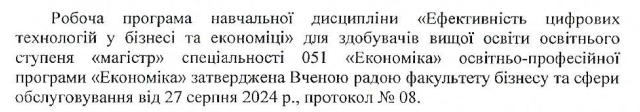 Робоча програма навчальної дисципліни «Ефективність цифрових
технологій у бізнесі та економіці» для здобувачів вищої освіти освітнього
ступеня «магістр» спеціальності 051 «Економіка» освітньо-професійної
програми «Економіка» затверджена Вченою радою факультету бізнесу та сфери
обслуговування від 27 серпня 2024 р., протокол № 08.